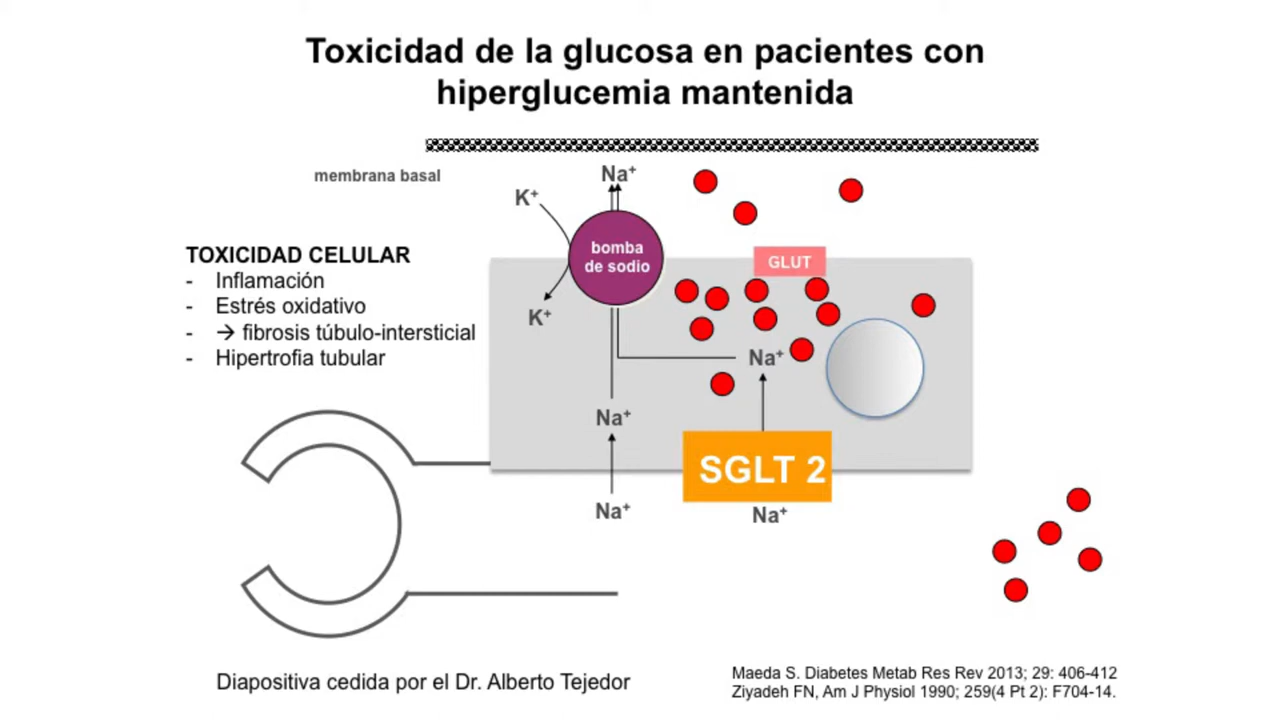 Toxicidad de la glucosa en pacientes con
hiperglucemia mantenida
membrana basal
Na⁺
K⁺
bomba
de sodio
K⁺
GLUT
TOXICIDAD CELULAR
- Inflamación
- Estrés oxidativo
- → fibrosis túbulo-intersticial
- Hipertrofia tubular
Na⁺
Na⁺
SGLT 2
Na⁺
Na⁺
Diapositiva cedida por el Dr. Alberto Tejedor
Maeda S. Diabetes Metab Res Rev 2013; 29: 406-412
Ziyadeh FN, Am J Physiol 1990; 259(4 Pt 2): F704-14.